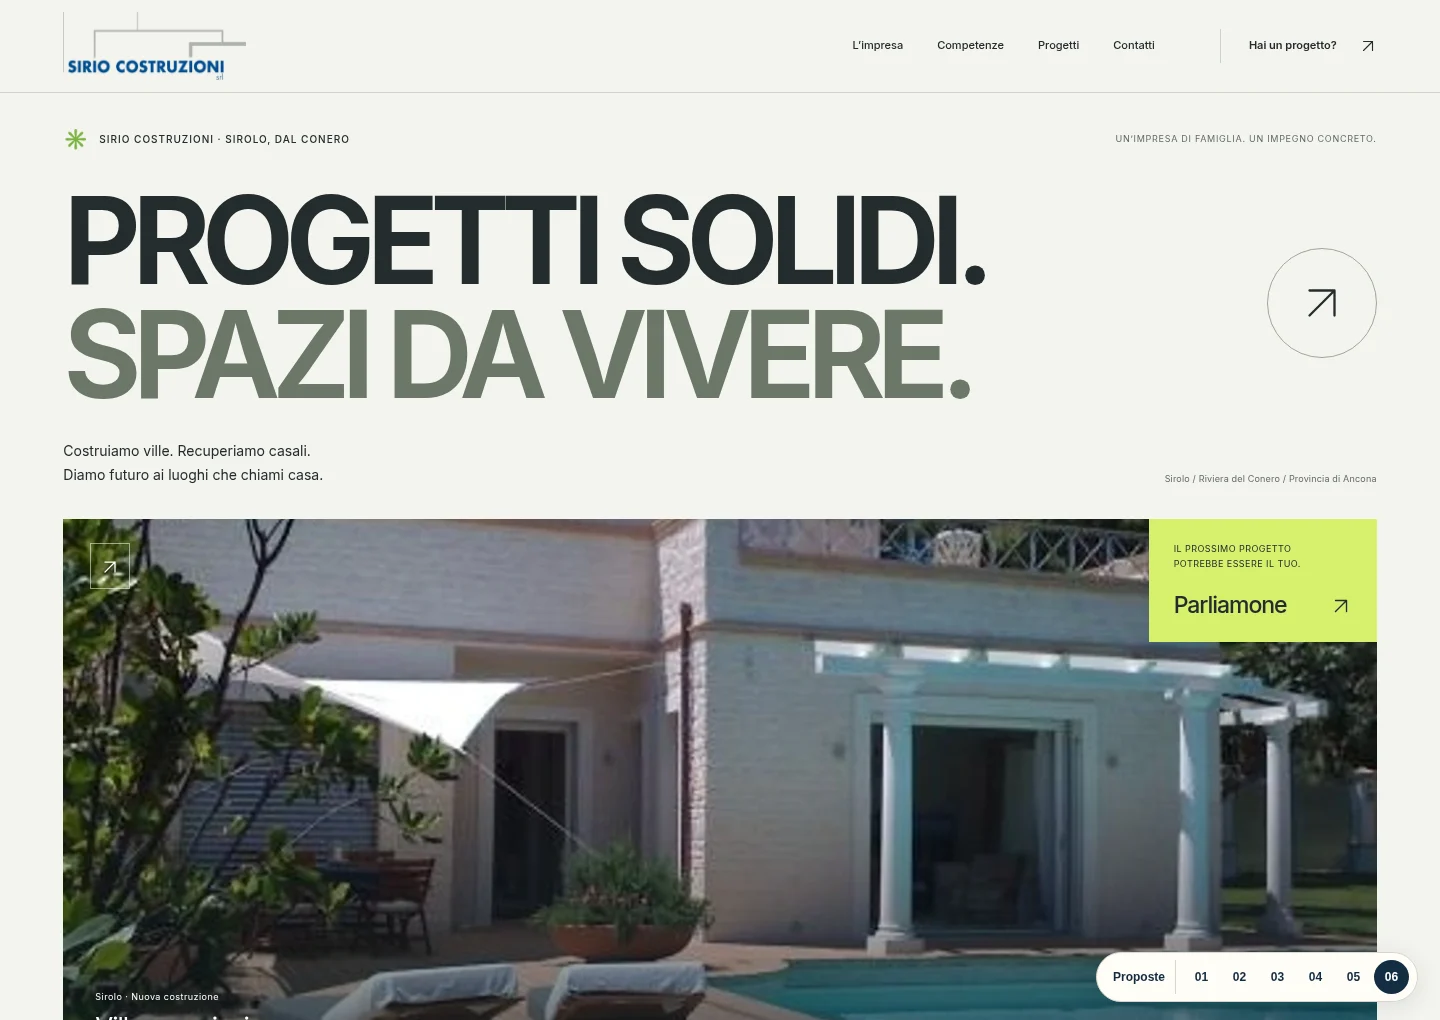 SIRIO COSTRUZIONI
srl
L'impresa
Competenze
Progetti
Contatti
Hai un progetto?
SIRIO COSTRUZIONI · SIROLO, DAL CONERO
UN'IMPRESA DI FAMIGLIA. UN IMPEGNO CONCRETO.
PROGETTI SOLIDI.
SPAZI DA VIVERE.
Costruiamo ville. Recuperiamo casali.
Diamo futuro ai luoghi che chiami casa.
Sirolo / Riviera del Conero / Provincia di Ancona
IL PROSSIMO PROGETTO
POTREBBE ESSERE IL TUO.
Parliamone
Sirolo · Nuova costruzione
Proposte
01
02
03
04
05
06